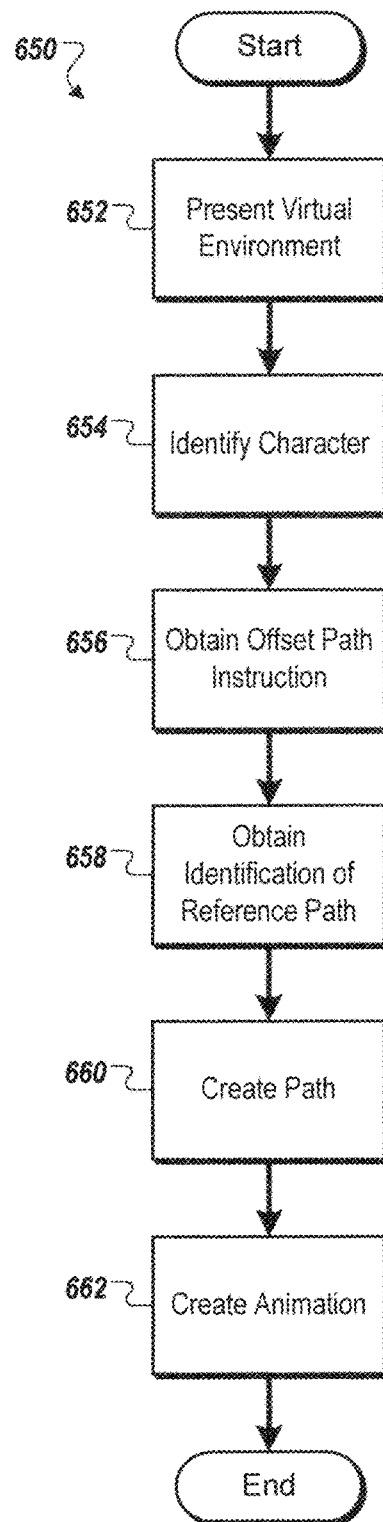 650
Start
652
Present Virtual
Environment
654
Identify Character
656
Obtain Offset Path
Instruction
658
Obtain
Identification of
Reference Path
660
Create Path
662
Create Animation
End